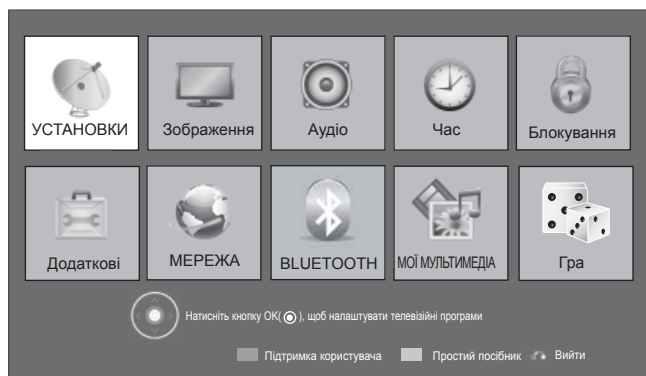 УСТАНОВКИ Зображення Аудіо Час Блокування
Додаткові МЕРЕЖА BLUETOOTH МОЇ МУЛЬТИМЕДІА Гра
Натисніть кнопку OK( ), щоб налаштувати телевізійні програми
Підтримка користувача Простий посібник Вийти